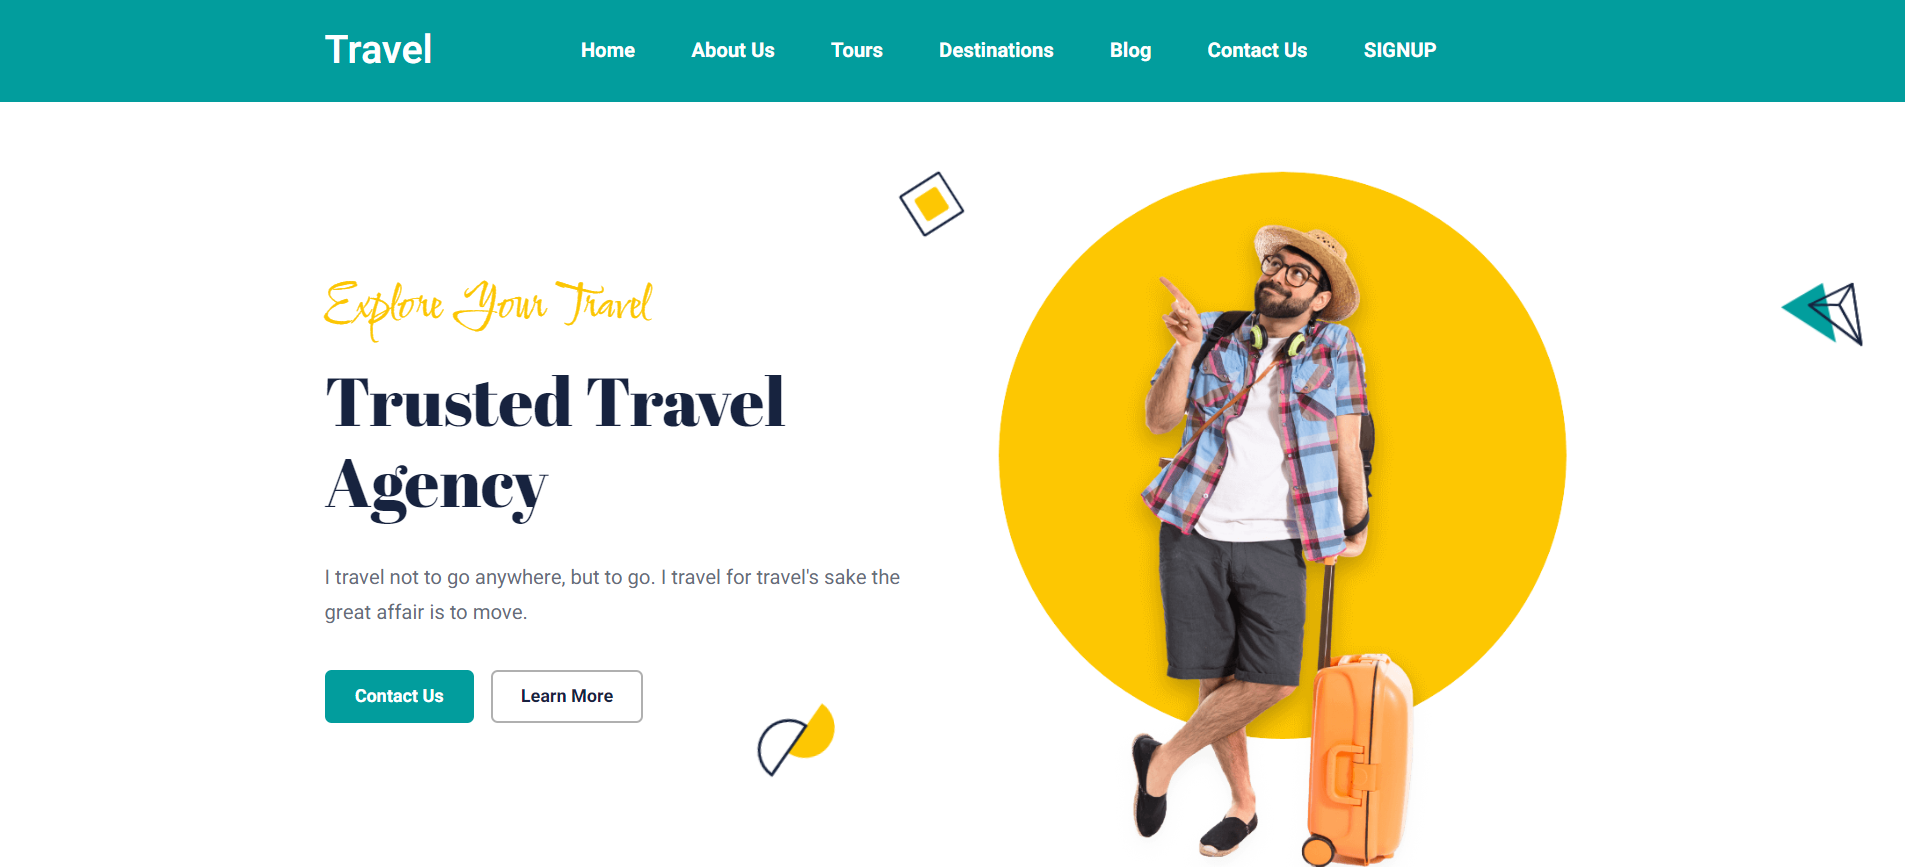 Travel
Home About Us Tours Destinations Blog Contact Us SIGNUP
Explore Your Travel
Trusted Travel
Agency
I travel not to go anywhere, but to go. I travel for travel's sake the
great affair is to move.
Contact Us Learn More